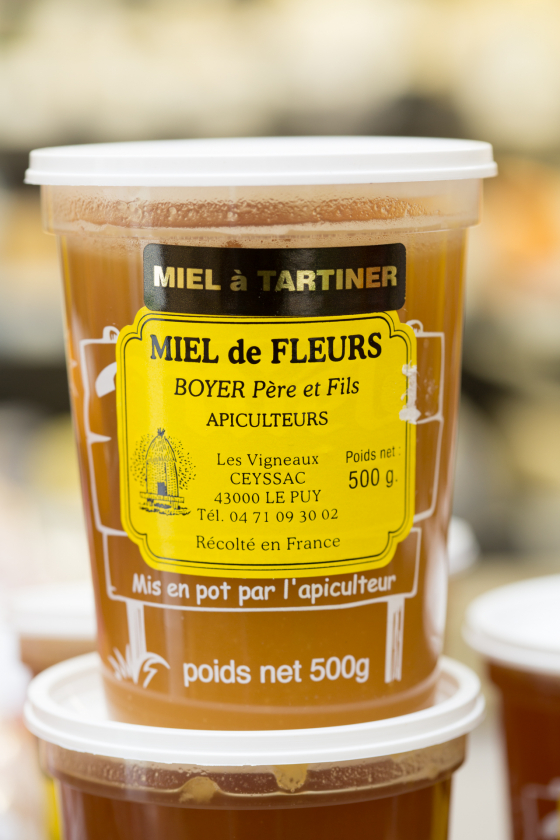 MIEL à TARTINER
MIEL de FLEURS
BOYER Père et Fils
APICULTEURS
Les Vigneaux
CEYSSAC
43000 LE PUY
Tél. 04 71 09 30 02
Poids net :
500 g.
Récolté en France
Mis en pot par l'apiculteur
poids net 500g